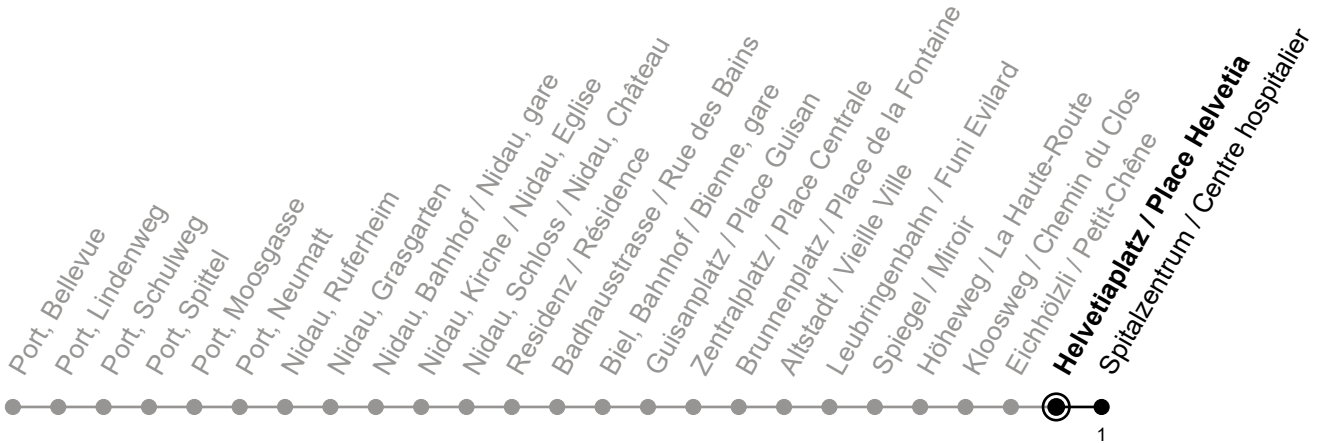 Port, Bellevue
Port, Lindenweg
Port, Schulweg
Port, Spittel
Port, Moosgasse
Port, Neumatt
Nidau, Ruferheim
Nidau, Grasgarten
Nidau, Bahnhof / Nidau, gare
Nidau, Kirche / Nidau, Eglise
Nidau, Schloss / Nidau, Château
Residenz / Résidence
Badhausstrasse / Rue des Bains
Biel, Bahnhof / Bienne, gare
Guisanplatz / Place Guisan
Zentralplatz / Place Centrale
Brunnenplatz / Place de la Fontaine
Altstadt / Vieille Ville
Leubringenbahn / Funi Evilard
Spiegel / Miroir
Höheweg / La Haute-Route
Kloosweg / Chemin du Clos
Eichhölzli / Petit-Chêne
Helvetiaplatz / Place Helvetia
Spitalzentrum / Centre hospitalier
1